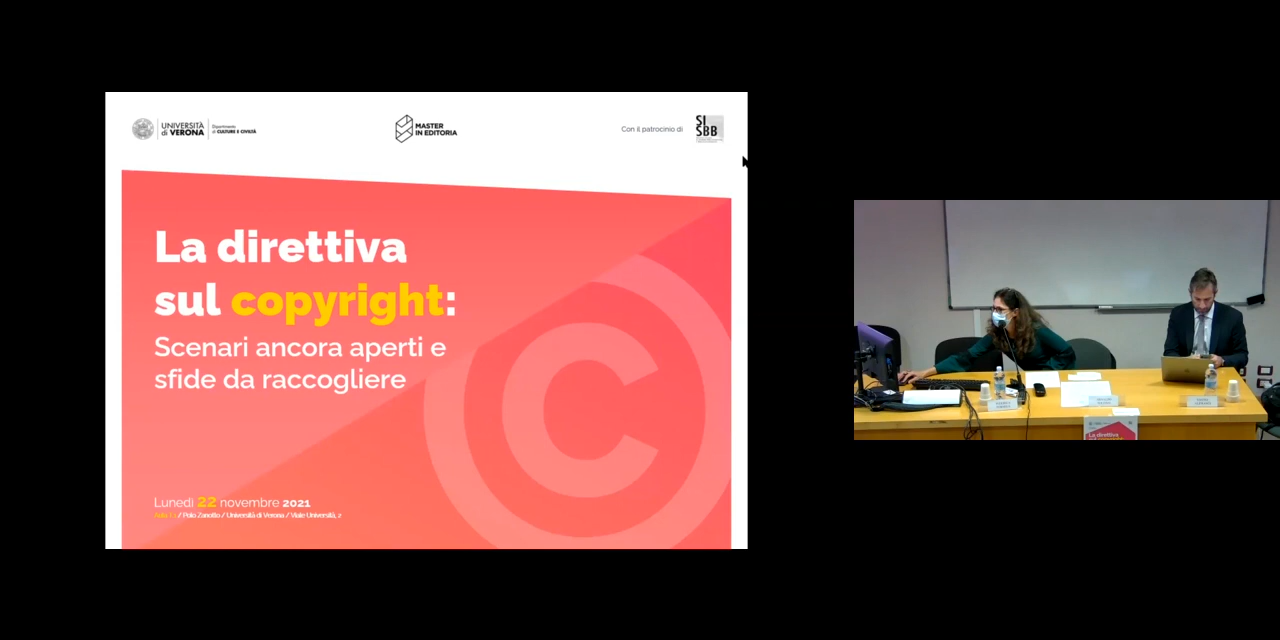 UNIVERSITÀ
di VERONA
Dipartimento
di CULTURE E CIVILTÀ
MASTER
IN EDITORIA
Con il patrocinio di
SI
SBB
La direttiva
sul copyright:
Scenari ancora aperti e
sfide da raccogliere
Lunedì 22 novembre 2021
/ Polo Zanotto / Università di Verona / Viale Università, 2
La direttiva